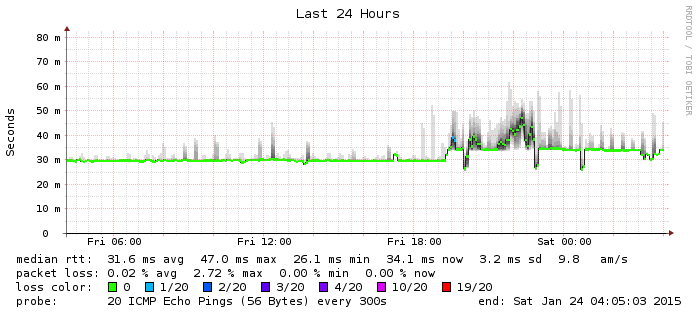 Last 24 Hours
RRDTOOL / TOBI OETIKER
Seconds
80 m
70 m
60 m
50 m
40 m
30 m
20 m
10 m
0
Fri 06:00 Fri 12:00 Fri 18:00 Sat 00:00
median rtt: 31.6 ms avg 47.0 ms max 26.1 ms min 34.1 ms now 3.2 ms sd 9.8 am/s
packet loss: 0.02 % avg 2.72 % max 0.00 % min 0.00 % now
loss color: 0 1/20 2/20 3/20 4/20 10/20 19/20
probe: 20 ICMP Echo Pings (56 Bytes) every 300s end: Sat Jan 24 04:05:03 2015